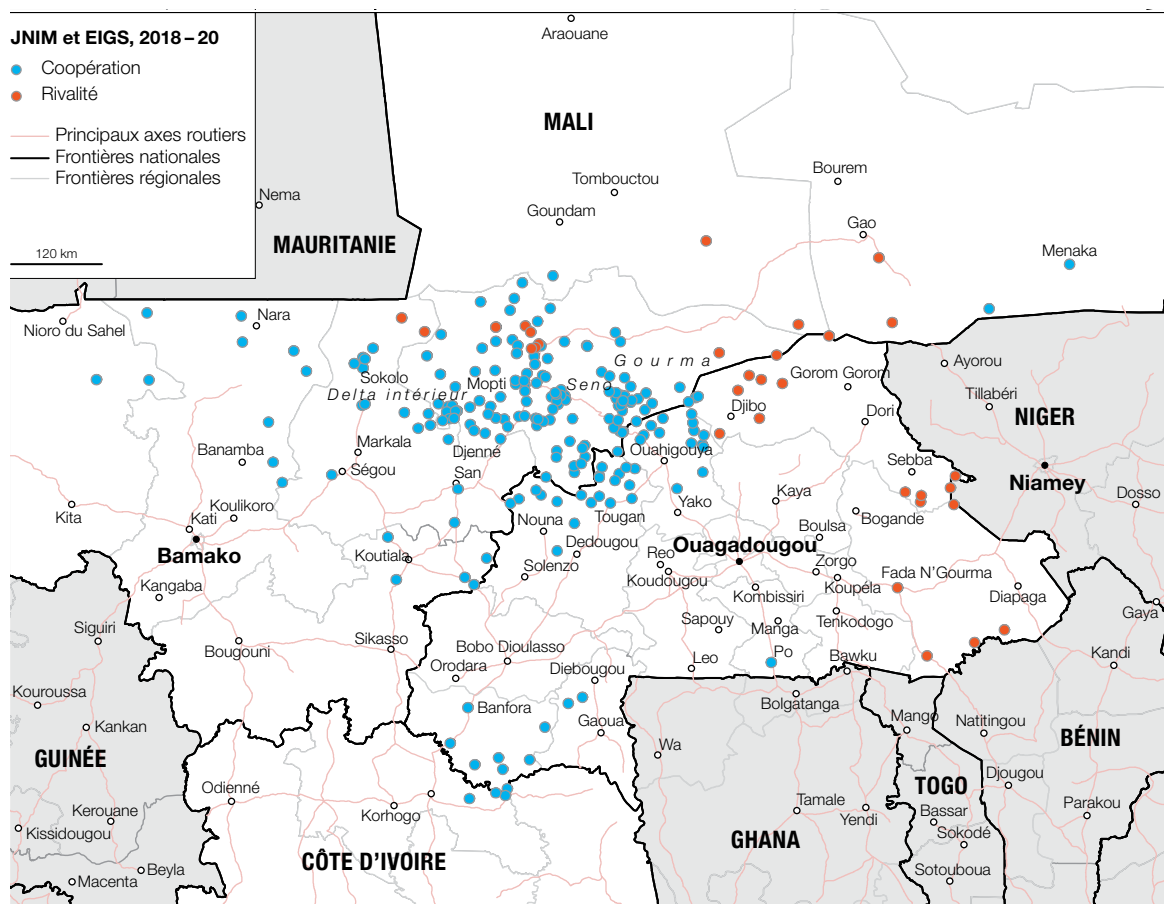 JNIM et EIGS, 2018 – 20
Coopération
Rivalité
Principaux axes routiers
Frontières nationales
Frontières régionales
120 km
Araouane
MALI
Bourem
Tombouctou
Nema
Goundam
Gao
MAURITANIE
Menaka
Nara
Nioro du Sahel
Gourma
Ayorou
Sokolo
Mopti
Seno
Gorom Gorom
Delta intérieur
Tillabéri
Djibo
Dori
NIGER
Markala
Banamba
Djenné
Ouahigouya
Sebba
Ségou
San
Niamey
Kaya
Dosso
Kita
Koulikoro
Yako
Kati
Nouna
Tougan
Bogande
Boulsa
Bamako
Koutiala
Dedougou
Reo
Ouagadougou
Solenzo
Koudougou
Zorgo
Fada N'Gourma
Kangaba
Kombissiri
Koupéla
Diapaga
Gaya
Siguiri
Sapouy
Manga
Tenkodogo
Bougouni
Sikasso
Bobo Dioulasso
Leo
Po
Bawku
Kandi
Orodara
Diebougou
Kouroussa
Banfora
Bolgatanga
Kankan
Gaoua
Mango
Natitingou
Wa
BÉNIN
GUINÉE
Odienné
TOGO
Djougou
Kerouane
Korhogo
Tamale
Yendi
Bassar
Parakou
Kissidougou
GHANA
Sokodé
CÔTE D'IVOIRE
Beyla
Sotouboua
Macenta